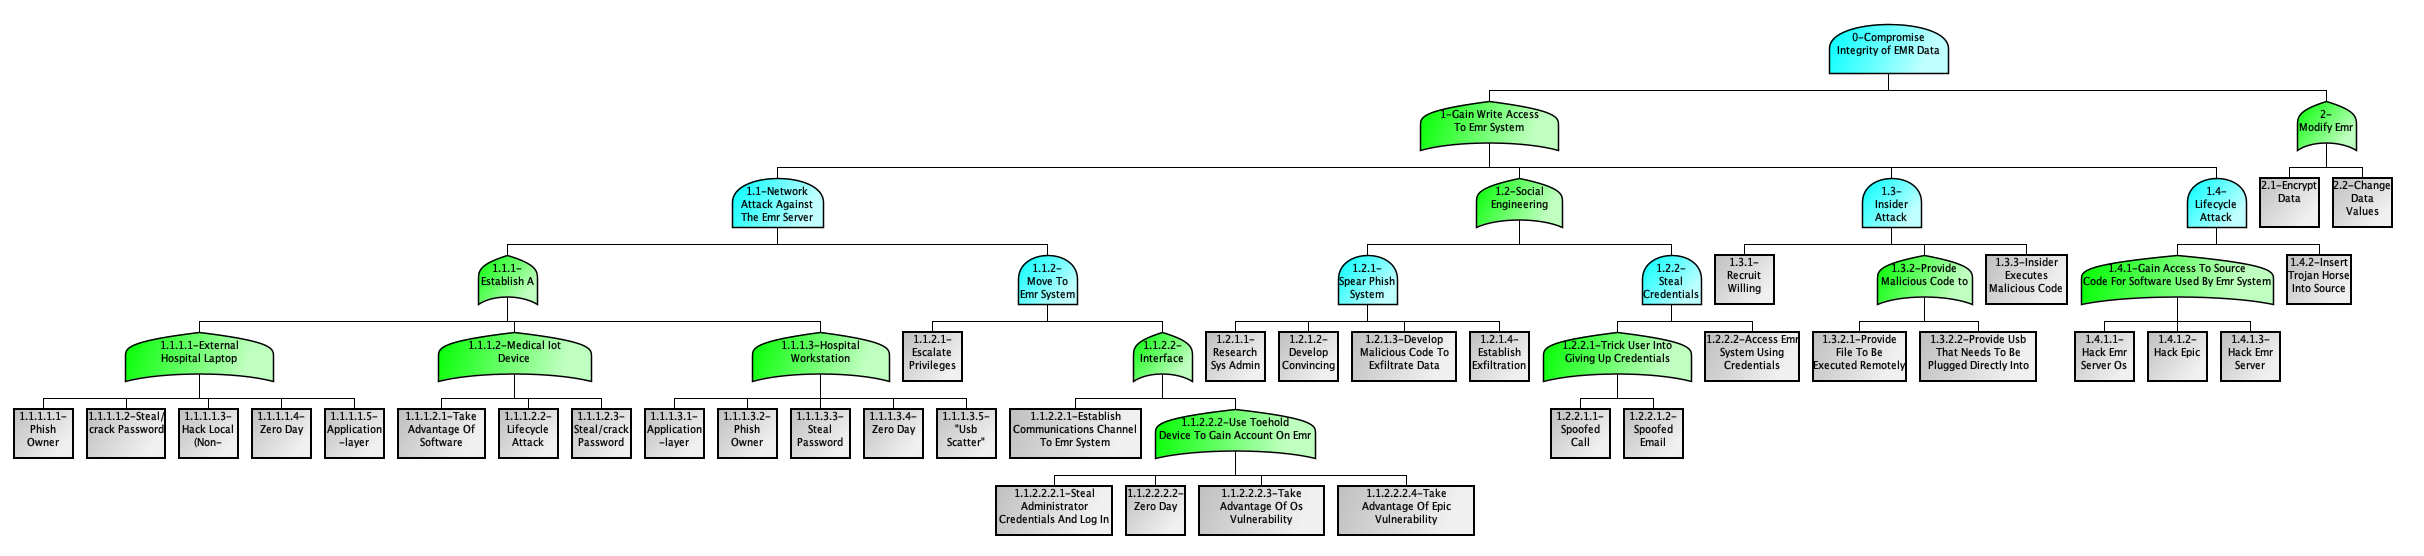 0-Compromise
Integrity of EMR Data
1-Gain Write Access
To Emr System
2-
Modify Emr
1.1-Network
Attack Against
The Emr Server
1.2-Social
Engineering
1.3-
Insider
Attack
1.4-
Lifecycle
Attack
2.1-Encrypt
Data
2.2-Change
Data
Values
1.1.1-
Establish A
1.1.2-
Move To
Emr System
1.2.1-
Spear Phish
System
1.2.2-
Steal
Credentials
1.3.1-
Recruit
Willing
1.3.2-Provide
Malicious Code to
1.3.3-Insider
Executes
Malicious Code
1.4.1-Gain Access To Source
Code For Software Used By Emr System
1.4.2-Insert
Trojan Horse
Into Source
1.1.1.1-External
Hospital Laptop
1.1.1.2-Medical Iot
Device
1.1.1.3-Hospital
Workstation
1.1.2.1-
Escalate
Privileges
1.1.2.2-
Interface
1.2.1.1-
Research
Sys Admin
1.2.1.2-
Develop
Convincing
1.2.1.3-Develop
Malicious Code To
Exfiltrate Data
1.2.1.4-
Establish
Exfiltration
1.2.2.1-Trick User Into
Giving Up Credentials
1.2.2.2-Access Emr
System Using
Credentials
1.3.2.1-Provide
File To Be
Executed Remotely
1.3.2.2-Provide Usb
That Needs To Be
Plugged Directly Into
1.4.1.1-
Hack Emr
Server Os
1.4.1.2-
Hack Epic
1.4.1.3-
Hack Emr
Server
1.1.1.1.1-
Phish
Owner
1.1.1.1.2-Steal/
crack Password
1.1.1.1.3-
Hack Local
(Non-
1.1.1.1.4-
Zero Day
1.1.1.1.5-
Application
-layer
1.1.1.2.1-Take
Advantage Of
Software
1.1.1.2.2-
Lifecycle
Attack
1.1.1.2.3-
Steal/crack
Password
1.1.1.3.1-
Application
-layer
1.1.1.3.2-
Phish
Owner
1.1.1.3.3-
Steal
Password
1.1.1.3.4-
Zero Day
1.1.1.3.5-
"Usb
Scatter"
1.1.2.2.1-Establish
Communications Channel
To Emr System
1.1.2.2.2-Use Toehold
Device To Gain Account On Emr
1.2.2.1.1-
Spoofed
Call
1.2.2.1.2-
Spoofed
Email
1.1.2.2.2.1-Steal
Administrator
Credentials And Log In
1.1.2.2.2.2-
Zero Day
1.1.2.2.2.3-Take
Advantage Of Os
Vulnerability
1.1.2.2.2.4-Take
Advantage Of Epic
Vulnerability